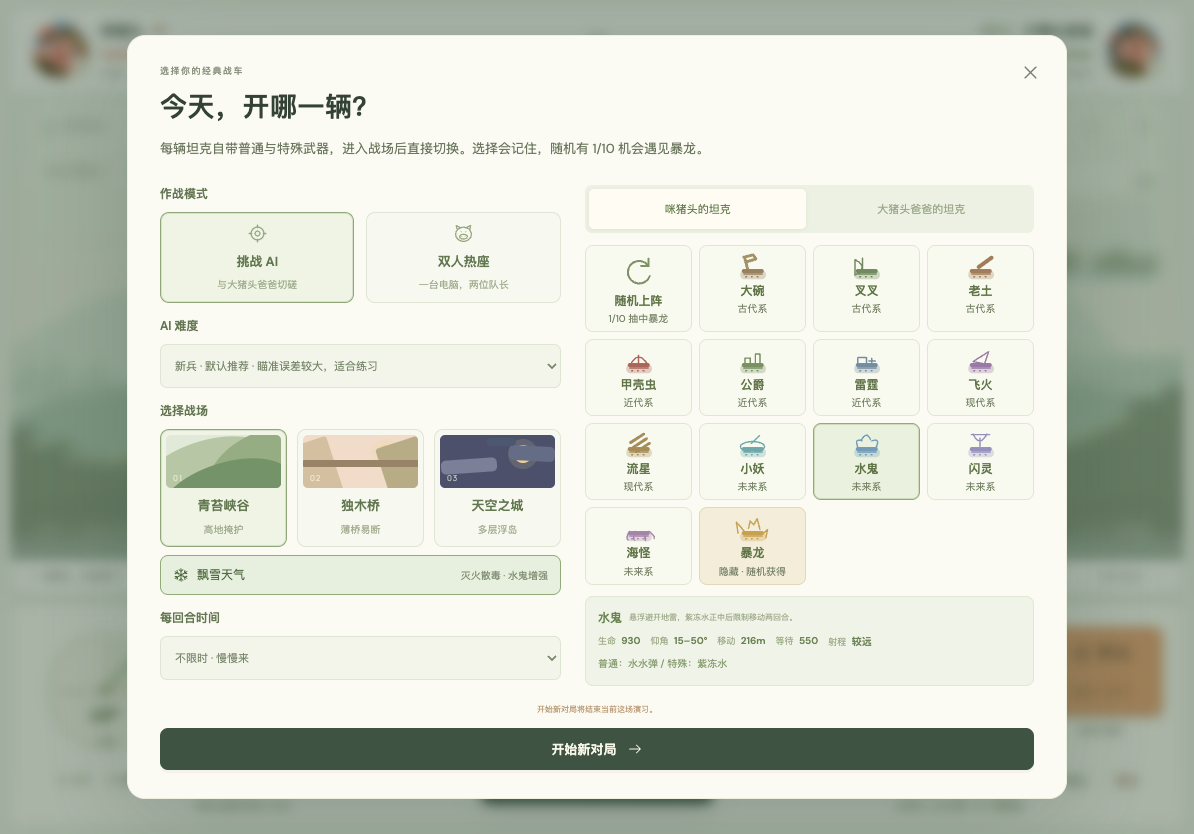 选择你的经典战车
今天，开哪一辆?
每辆坦克自带普通与特殊武器，进入战场后直接切换。选择会记住，随机有 1/10 机会遇见暴龙。
作战模式
挑战 AI
与大猪头爸爸切磋
双人热座
一台电脑，两位队长
AI 难度
新兵 · 默认推荐 · 瞄准误差较大，适合练习
选择战场
01
青苔峡谷
高地掩护
02
独木桥
薄桥易断
03
天空之城
多层浮岛
飘雪天气
灭火散毒 · 水鬼增强
每回合时间
不限时 · 慢慢来
咪猪头的坦克
大猪头爸爸的坦克
随机上阵
1/10 抽中暴龙
大碗
古代系
叉叉
古代系
老土
古代系
甲壳虫
近代系
公爵
近代系
雷霆
近代系
飞火
现代系
流星
现代系
小妖
未来系
水鬼
未来系
闪灵
未来系
海怪
未来系
暴龙
隐藏 · 随机获得
水鬼 悬浮避开地雷，紫冻水正中后限制移动两回合。
生命 930 仰角 15–50° 移动 216m 等待 550 射程 较远
普通：水水弹 / 特殊：紫冻水
开始新对局将结束当前这场演习。
开始新对局 →